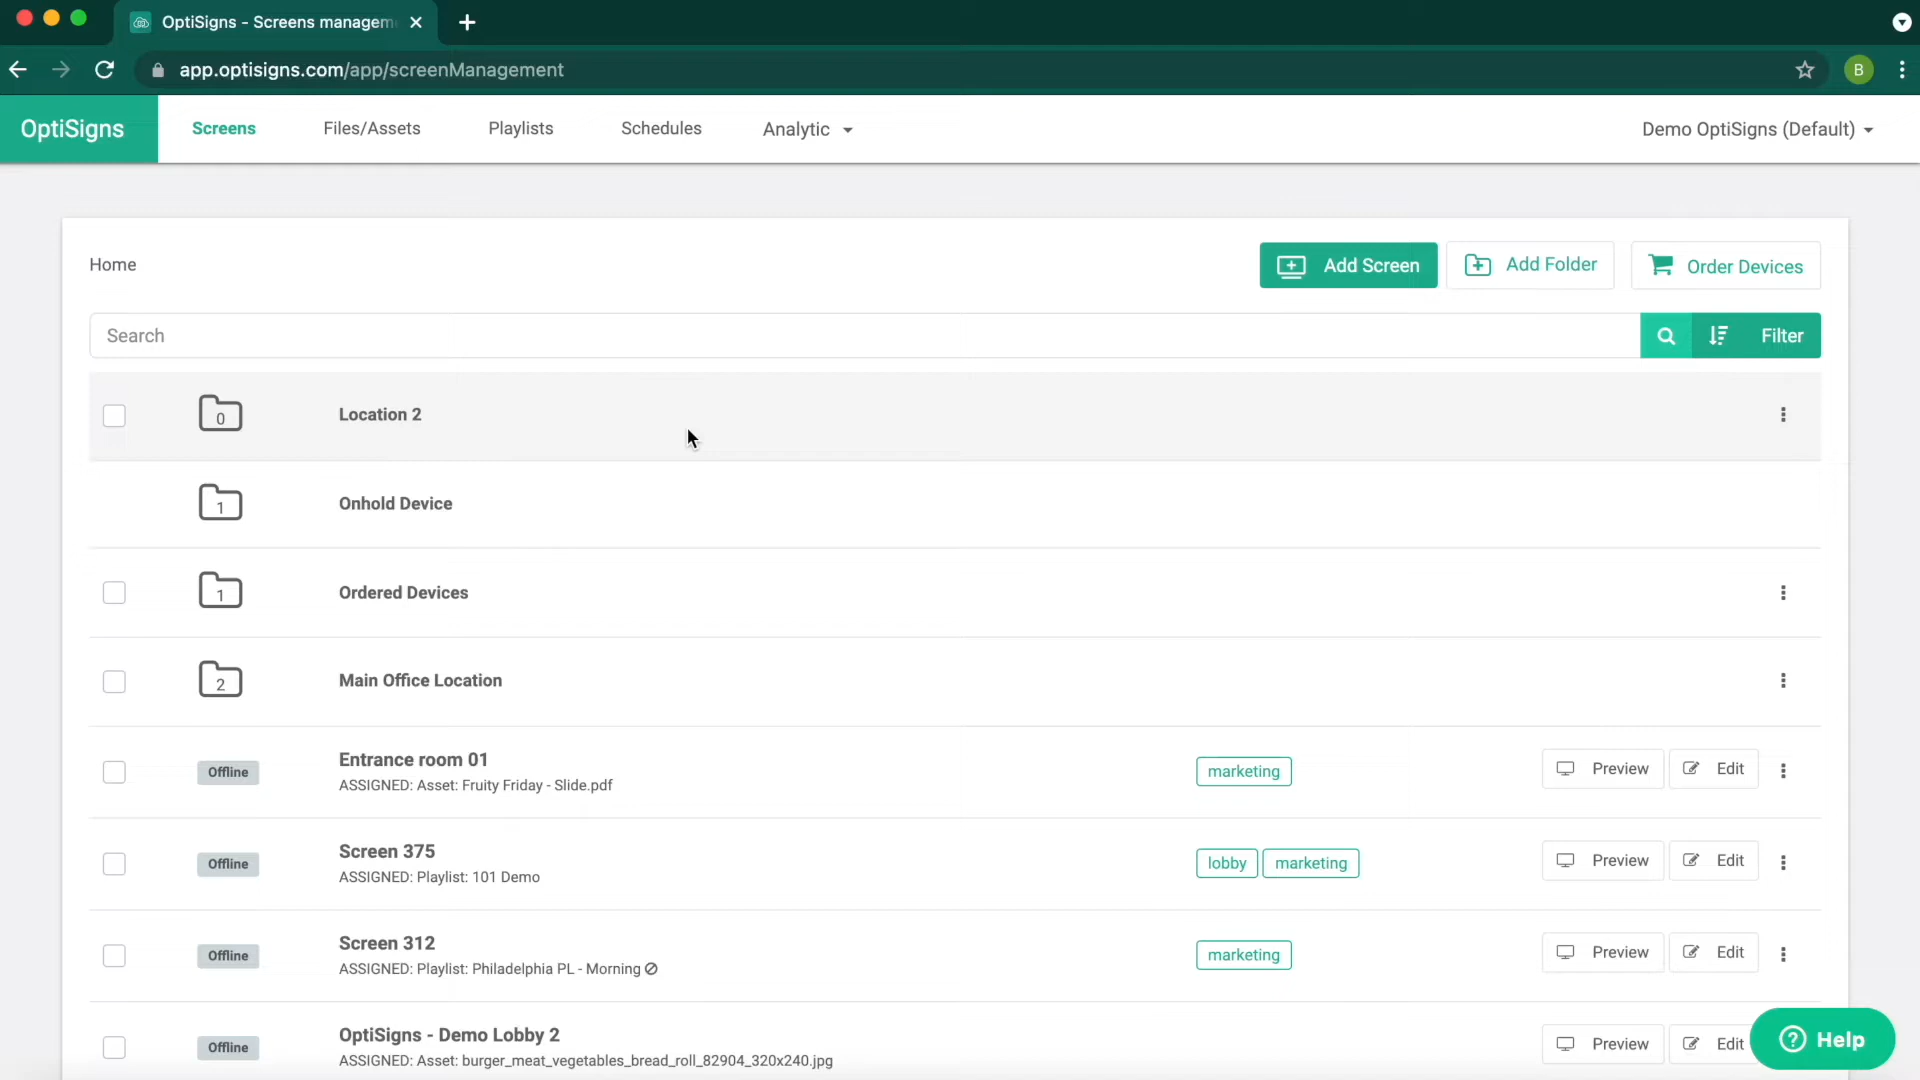 OptiSigns - Screens managem
app.optisigns.com/app/screenManagement
B
OptiSigns
Screens
Files/Assets
Playlists
Schedules
Analytic
Demo OptiSigns (Default)
Home
Add Screen
Add Folder
Order Devices
Search
Filter
0
Location 2
1
Onhold Device
1
Ordered Devices
2
Main Office Location
Offline
Entrance room 01
ASSIGNED: Asset: Fruity Friday - Slide.pdf
marketing
Preview
Edit
Offline
Screen 375
ASSIGNED: Playlist: 101 Demo
lobby
marketing
Preview
Edit
Offline
Screen 312
ASSIGNED: Playlist: Philadelphia PL - Morning
marketing
Preview
Edit
Offline
OptiSigns - Demo Lobby 2
ASSIGNED: Asset: burger_meat_vegetables_bread_roll_82904_320x240.jpg
Preview
Edit
Help